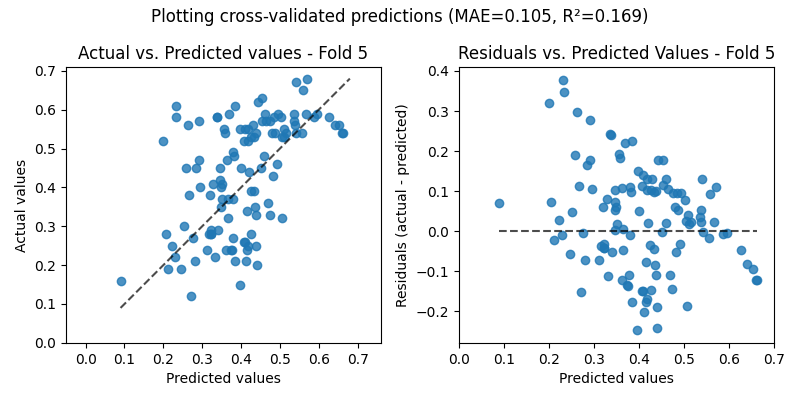 Plotting cross-validated predictions (MAE=0.105, R²=0.169)
Actual vs. Predicted values - Fold 5
Actual values
0.7
0.6
0.5
0.4
0.3
0.2
0.1
0.0
0.0 0.1 0.2 0.3 0.4 0.5 0.6 0.7
Predicted values
Residuals vs. Predicted Values - Fold 5
Residuals (actual - predicted)
0.4
0.3
0.2
0.1
0.0
−0.1
−0.2
0.0 0.1 0.2 0.3 0.4 0.5 0.6 0.7
Predicted values